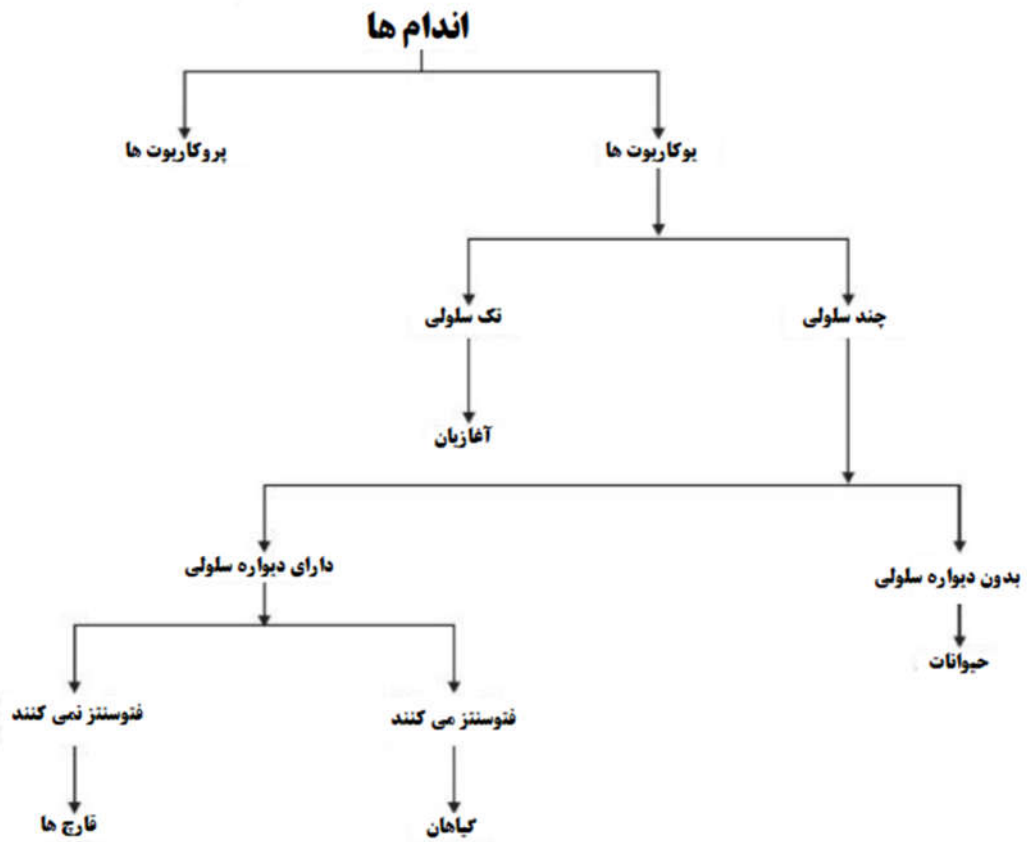 اندام ها
یوکاریوت ها
پروکاریوت ها
چند سلولی
تک سلولی
آغازیان
دارای دیواره سلولی
بدون دیواره سلولی
حیوانات
فتوسنتز می کنند
فتوسنتز نمی کنند
گیاهان
قارچ ها